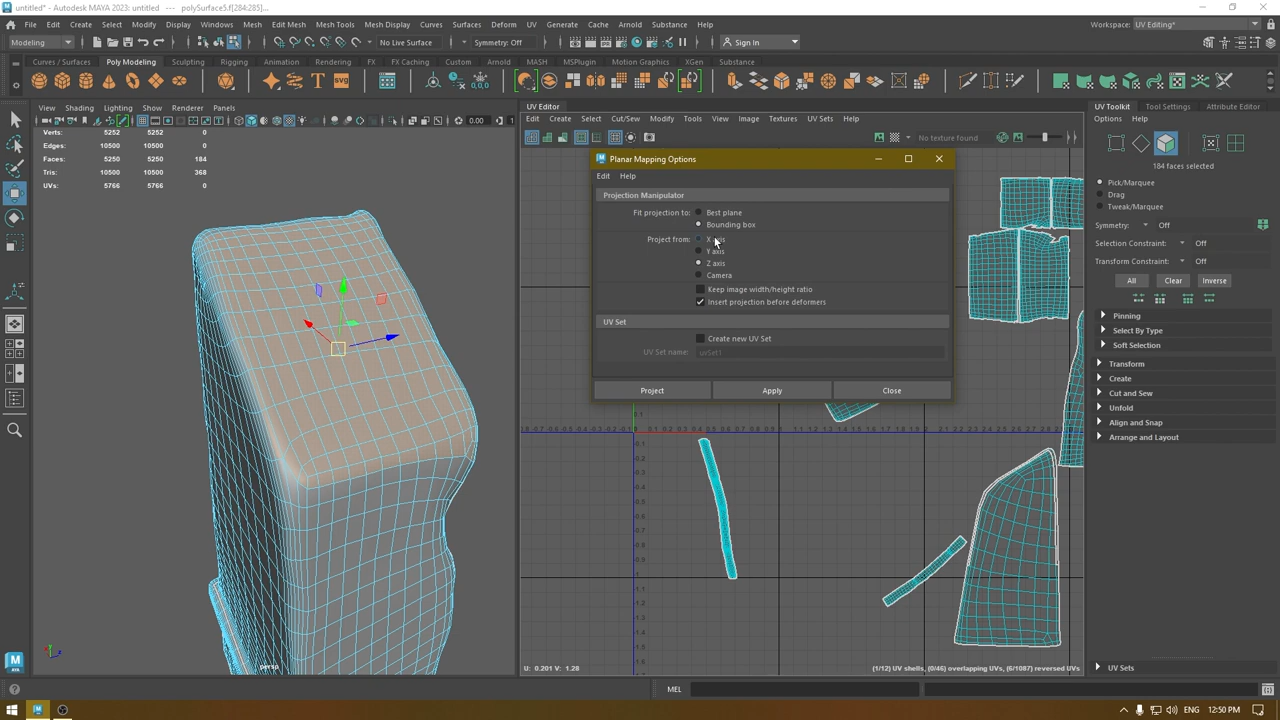 untitled* - Autodesk MAYA 2023: untitled --- polySurface5.f[284:285]...
File Edit Create Select Modify Display Windows Mesh Edit Mesh Mesh Tools Mesh Display Curves Surfaces Deform UV Generate Cache Arnold Substance Help
Workspace: UV Editing*
Modeling
No Live Surface
Symmetry: Off
Sign In
Curves / Surfaces Poly Modeling Sculpting Rigging Animation Rendering FX FX Caching Custom Arnold MASH MSPlugin Motion Graphics XGen Substance
SVG
0,0,0
View Shading Lighting Show Renderer Panels
0.00 1
Verts: 5252 5252 0
Edges: 10500 10500 0
Faces: 5250 5250 184
Tris: 10500 10500 368
UVs: 5766 5766 0
persp
UV Editor
Edit Create Select Cut/Sew Modify Tools View Image Textures UV Sets Help
No texture found
Planar Mapping Options
Edit Help
Projection Manipulator
Fit projection to: Best plane
Bounding box
Project from: X axis
Y axis
Z axis
Camera
Keep image width/height ratio
Insert projection before deformers
UV Set
Create new UV Set
UV Set name: uvSet1
Project Apply Close
U: 0.201 V: 1.28
(1/12) UV shells, (0/46) overlapping UVs, (6/1087) reversed UVs
UV Toolkit Tool Settings Attribute Editor
Options Help
184 faces selected
Pick/Marquee
Drag
Tweak/Marquee
Symmetry: Off
Selection Constraint: Off
Transform Constraint: Off
All Clear Inverse
Pinning
Select By Type
Soft Selection
Transform
Create
Cut and Sew
Unfold
Align and Snap
Arrange and Layout
UV Sets
MEL
ENG 12:50 PM